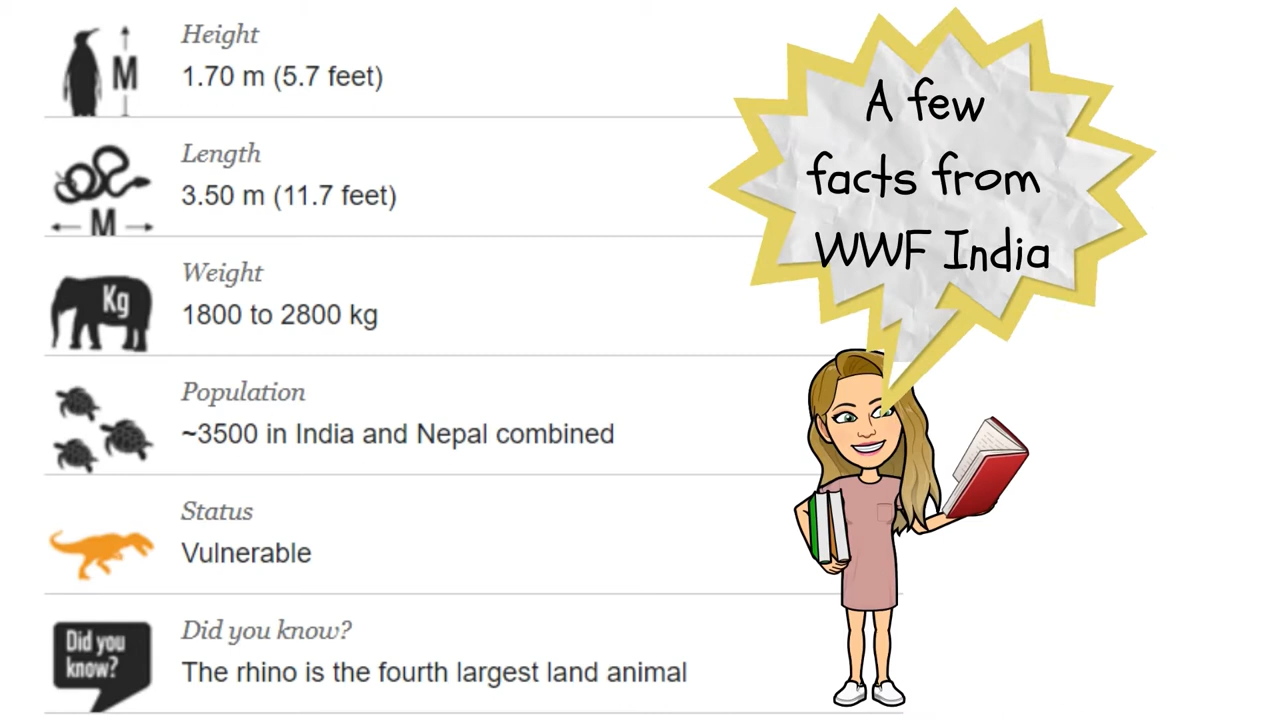 Height
1.70 m (5.7 feet)
M
Length
3.50 m (11.7 feet)
M
Weight
Kg
1800 to 2800 kg
Population
~3500 in India and Nepal combined
Status
Vulnerable
Did you know?
Did you
know?
The rhino is the fourth largest land animal
A few
facts from
WWF India